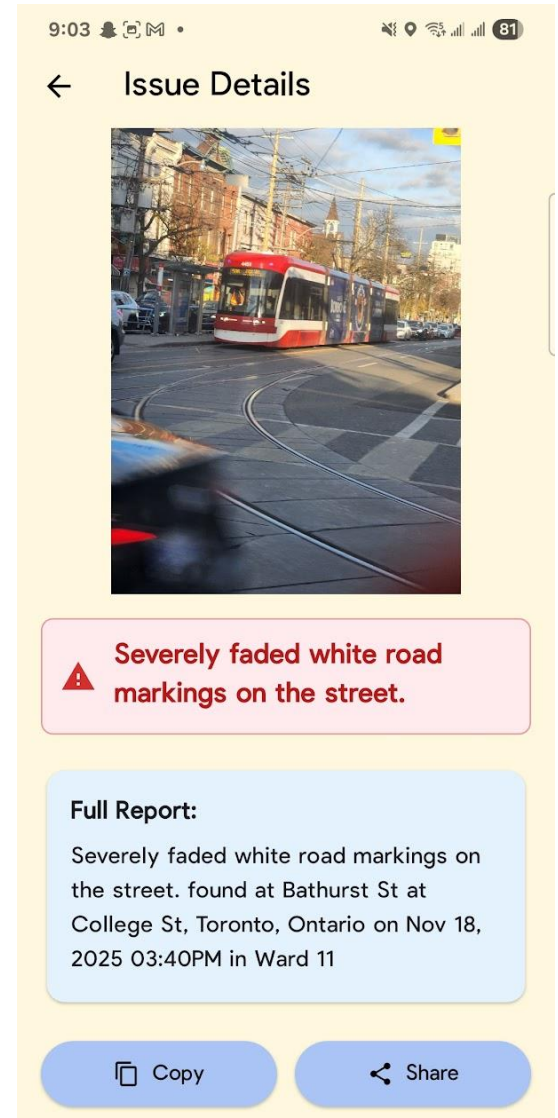 9:03
81
Issue Details
Severely faded white road
markings on the street.
Full Report:
Severely faded white road markings on
the street. found at Bathurst St at
College St, Toronto, Ontario on Nov 18,
2025 03:40PM in Ward 11
Copy
Share